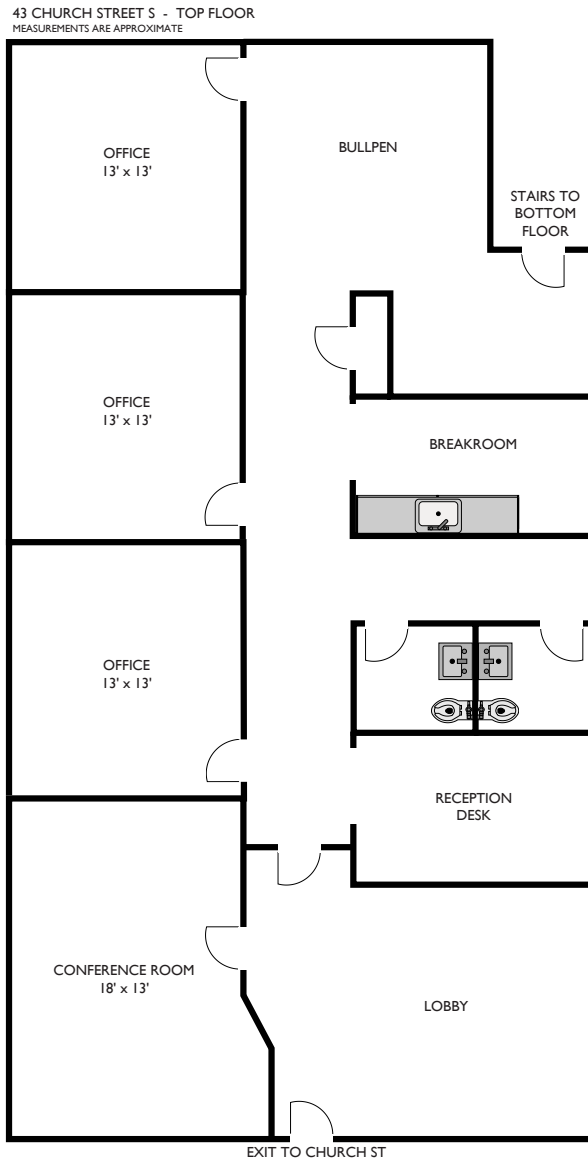 43 CHURCH STREET S - TOP FLOOR
MEASUREMENTS ARE APPROXIMATE
OFFICE
13' x 13'
BULLPEN
STAIRS TO
BOTTOM
FLOOR
OFFICE
13' x 13'
BREAKROOM
OFFICE
13' x 13'
RECEPTION
DESK
CONFERENCE ROOM
18' x 13'
LOBBY
EXIT TO CHURCH ST